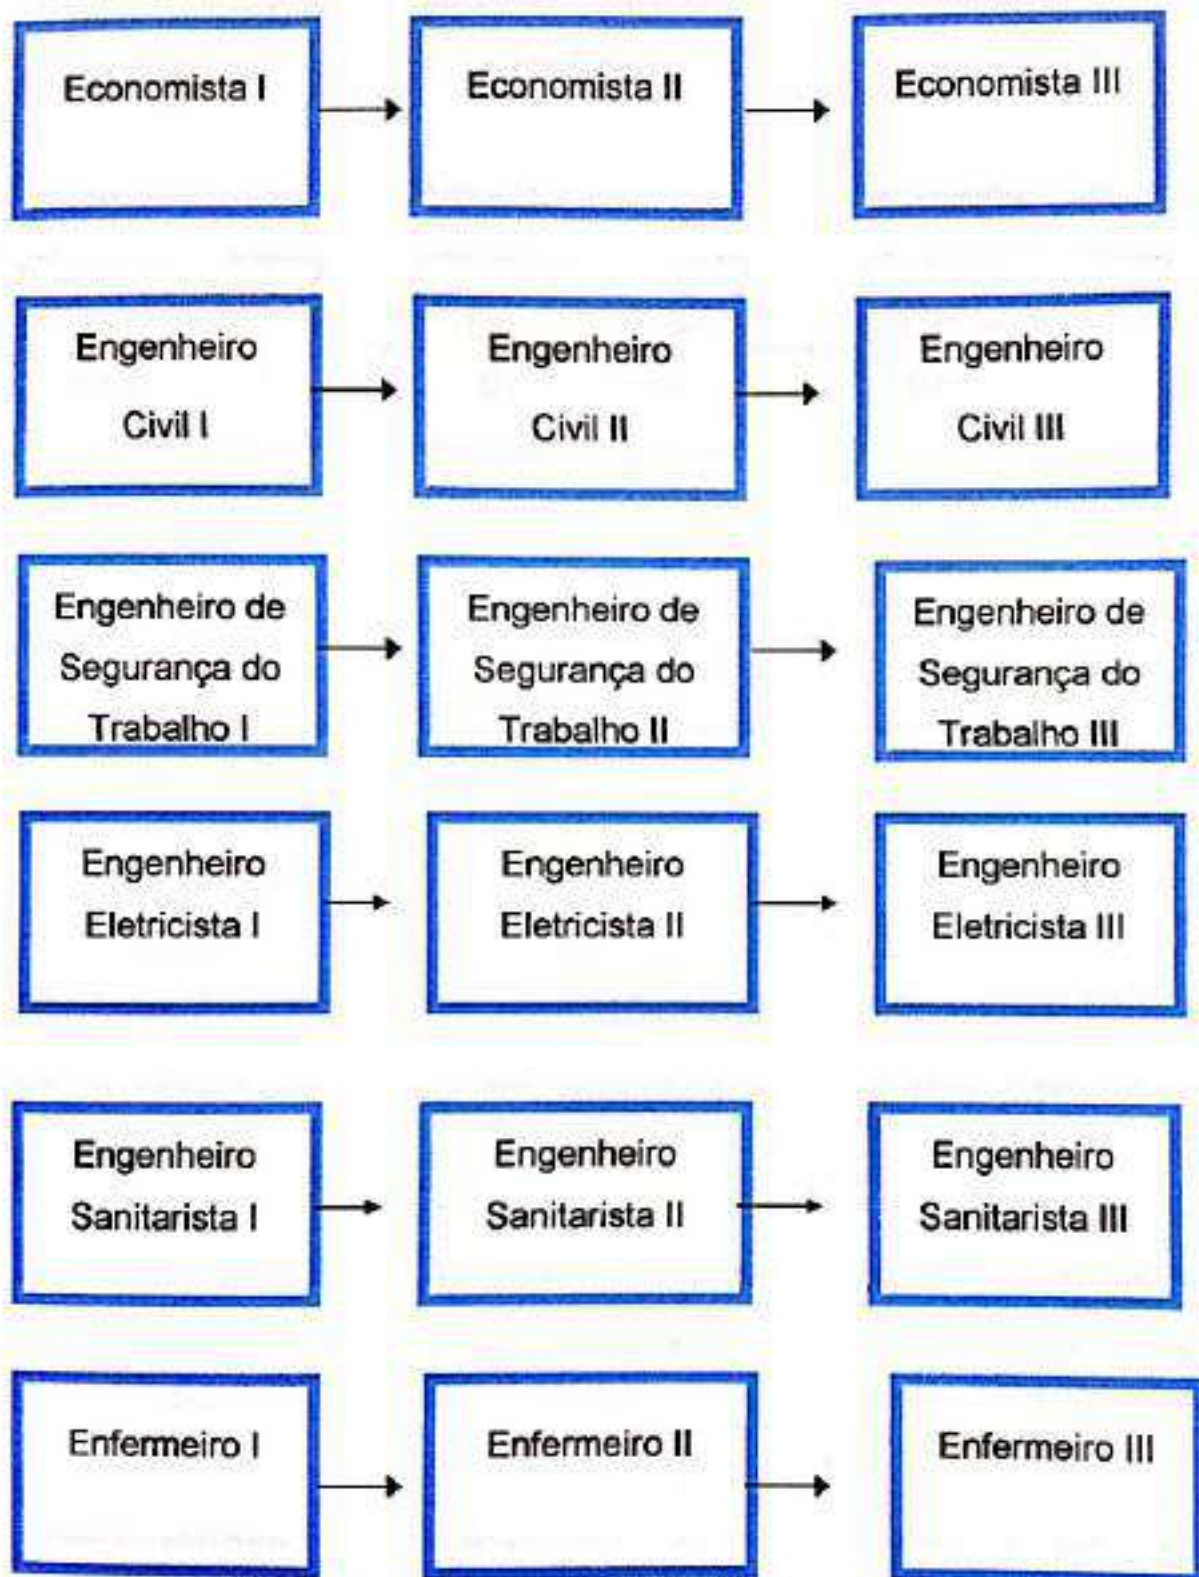 Economista I
Economista II
Economista III
Engenheiro
Civil I
Engenheiro
Civil II
Engenheiro
Civil III
Engenheiro de
Segurança do
Trabalho I
Engenheiro de
Segurança do
Trabalho II
Engenheiro de
Segurança do
Trabalho III
Engenheiro
Eletricista I
Engenheiro
Eletricista II
Engenheiro
Eletricista III
Engenheiro
Sanitarista I
Engenheiro
Sanitarista II
Engenheiro
Sanitarista III
Enfermeiro I
Enfermeiro II
Enfermeiro III